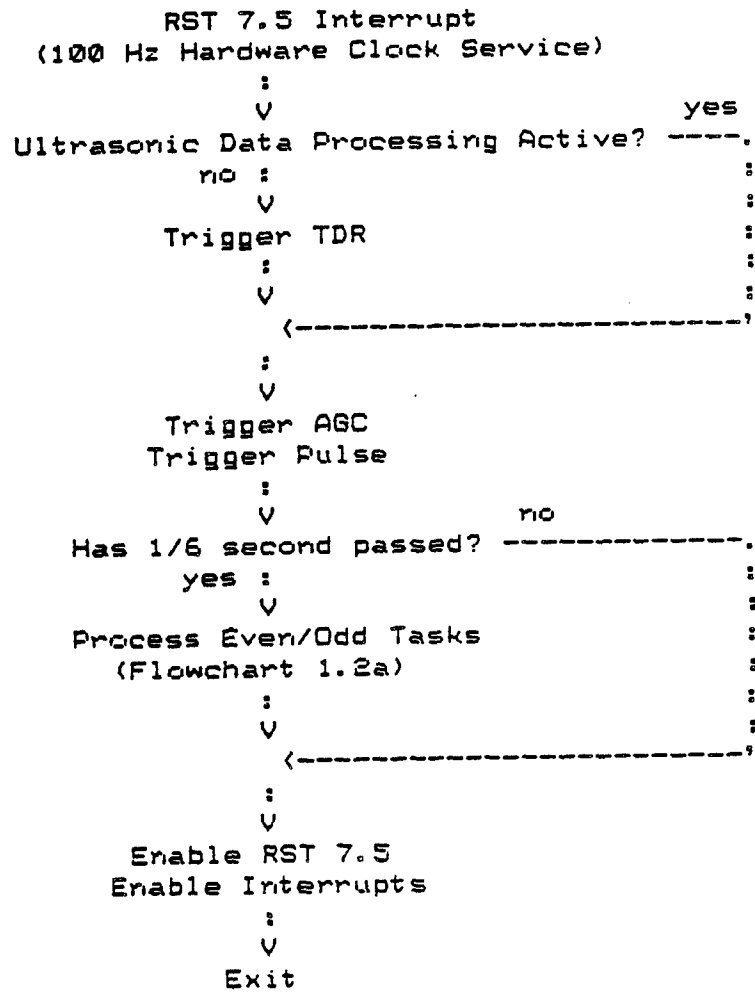 RST 7.5 Interrupt
(100 Hz Hardware Clock Service)
:
V
yes
Ultrasonic Data Processing Active? ----.
no :
V
Trigger TDR
:
V
<--------------------------'
:
V
Trigger AGC
Trigger Pulse
:
V
no
Has 1/6 second passed? --------------.
yes :
V
Process Even/Odd Tasks
(Flowchart 1.2a)
:
V
<--------------------------'
:
V
Enable RST 7.5
Enable Interrupts
:
V
Exit